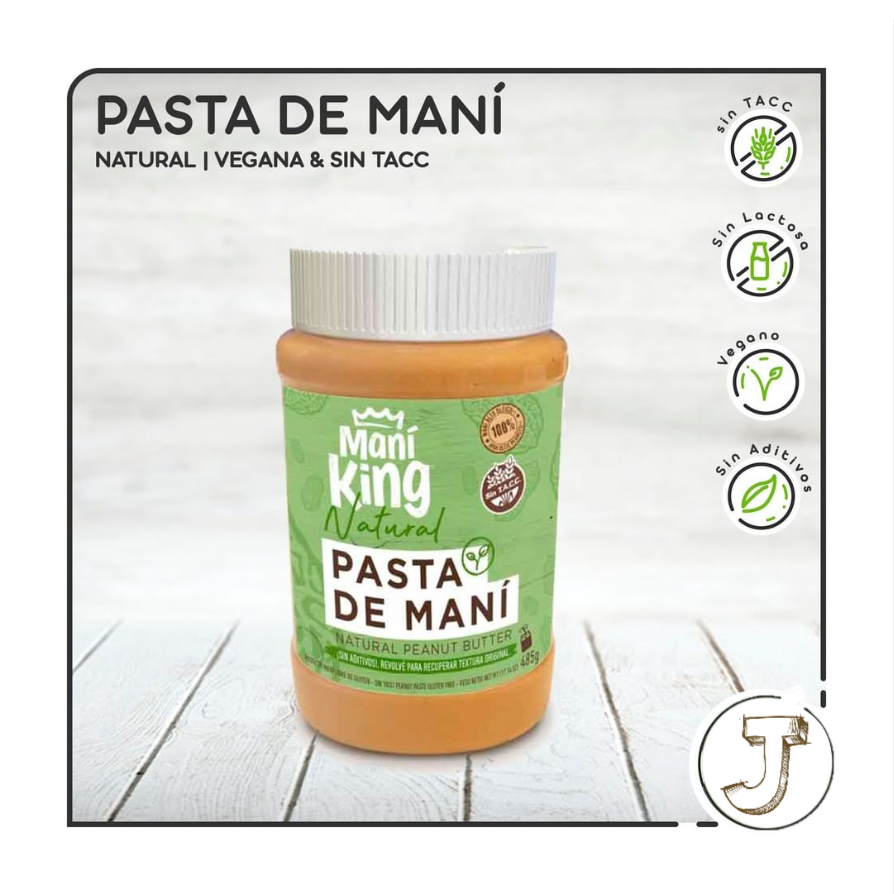 PASTA DE MANÍ
NATURAL | VEGANA & SIN TACC
sin TACC
Sin Lactosa
Vegano
Sin Aditivos
Maní
King
Natural
100%
Sin T.A.C.C.
PASTA
DE MANÍ
NATURAL PEANUT BUTTER
¡SIN ADITIVOS!, REVOLVÉ PARA RECUPERAR TEXTURA ORIGINAL
485g
J